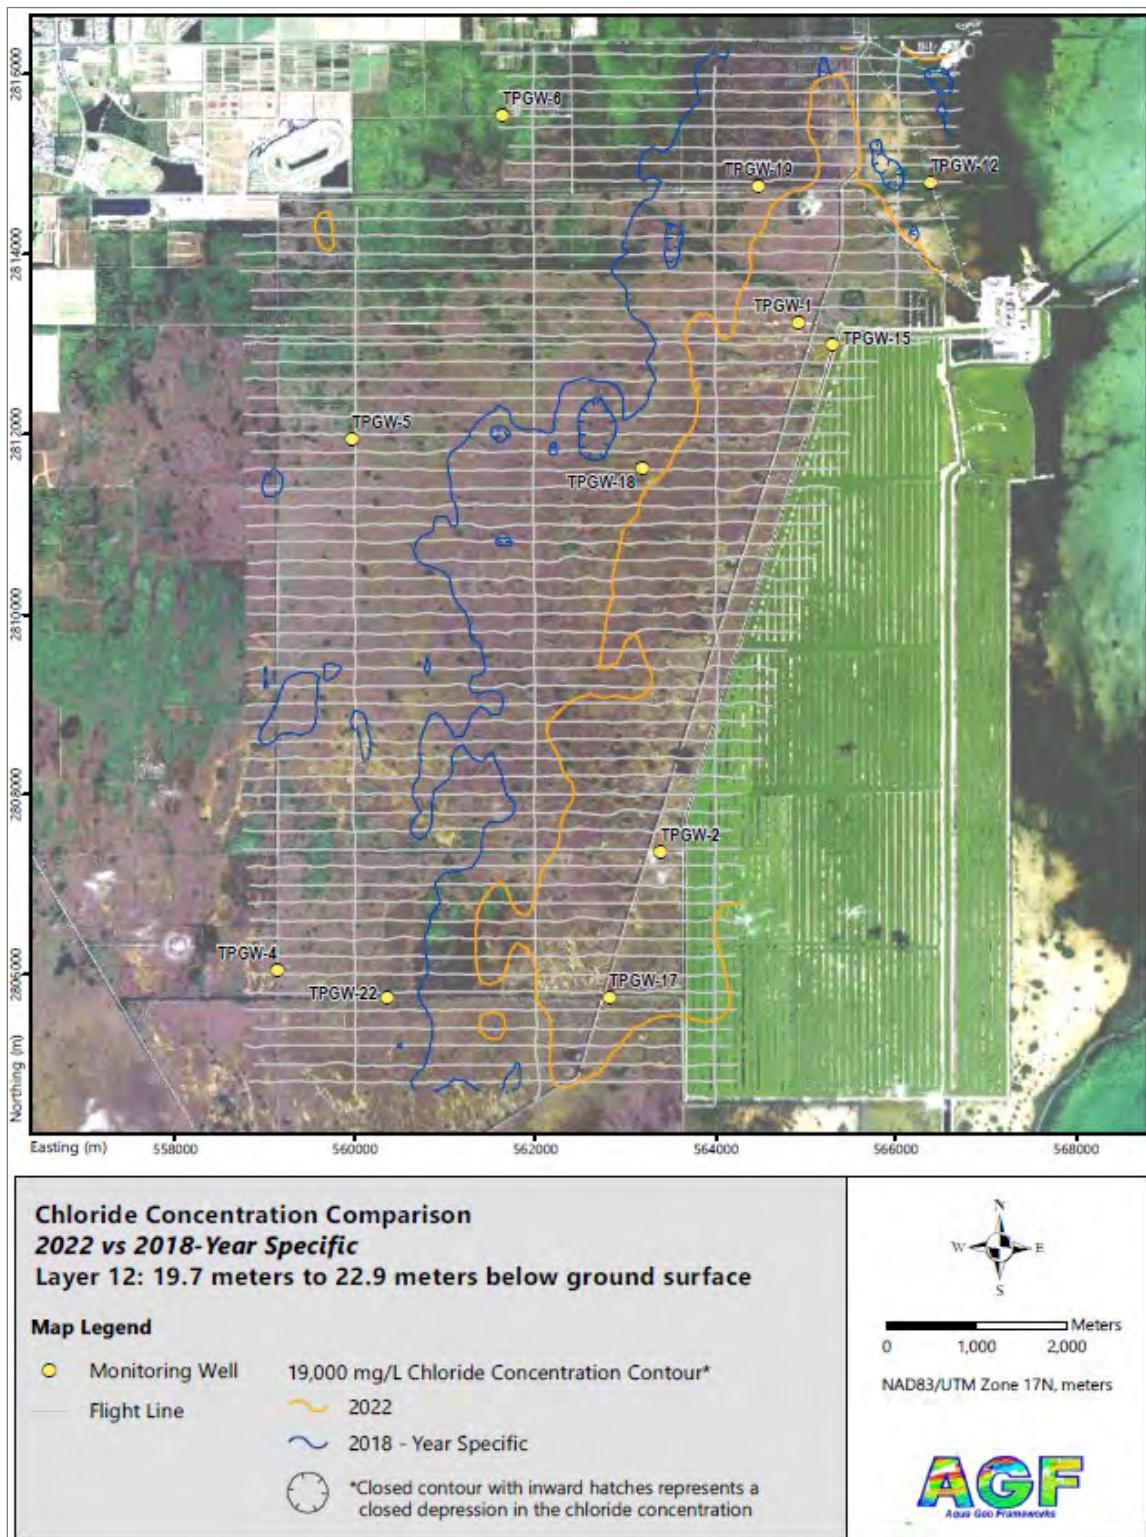 2816000
2814000
2812000
2810000
2808000
2806000
Northing (m)
TPGW-6
TPGW-19
TPGW-12
TPGW-1
TPGW-15
TPGW-5
TPGW-18
TPGW-2
TPGW-4
TPGW-22
TPGW-17
Easting (m) 558000 560000 562000 564000 566000 568000
Chloride Concentration Comparison
2022 vs 2018-Year Specific
Layer 12: 19.7 meters to 22.9 meters below ground surface
Map Legend
Monitoring Well
Flight Line
19,000 mg/L Chloride Concentration Contour*
2022
2018 - Year Specific
*Closed contour with inward hatches represents a
closed depression in the chloride concentration
N
W E
S
Meters
0 1,000 2,000
NAD83/UTM Zone 17N, meters
AGF
Aqua Geo Frameworks